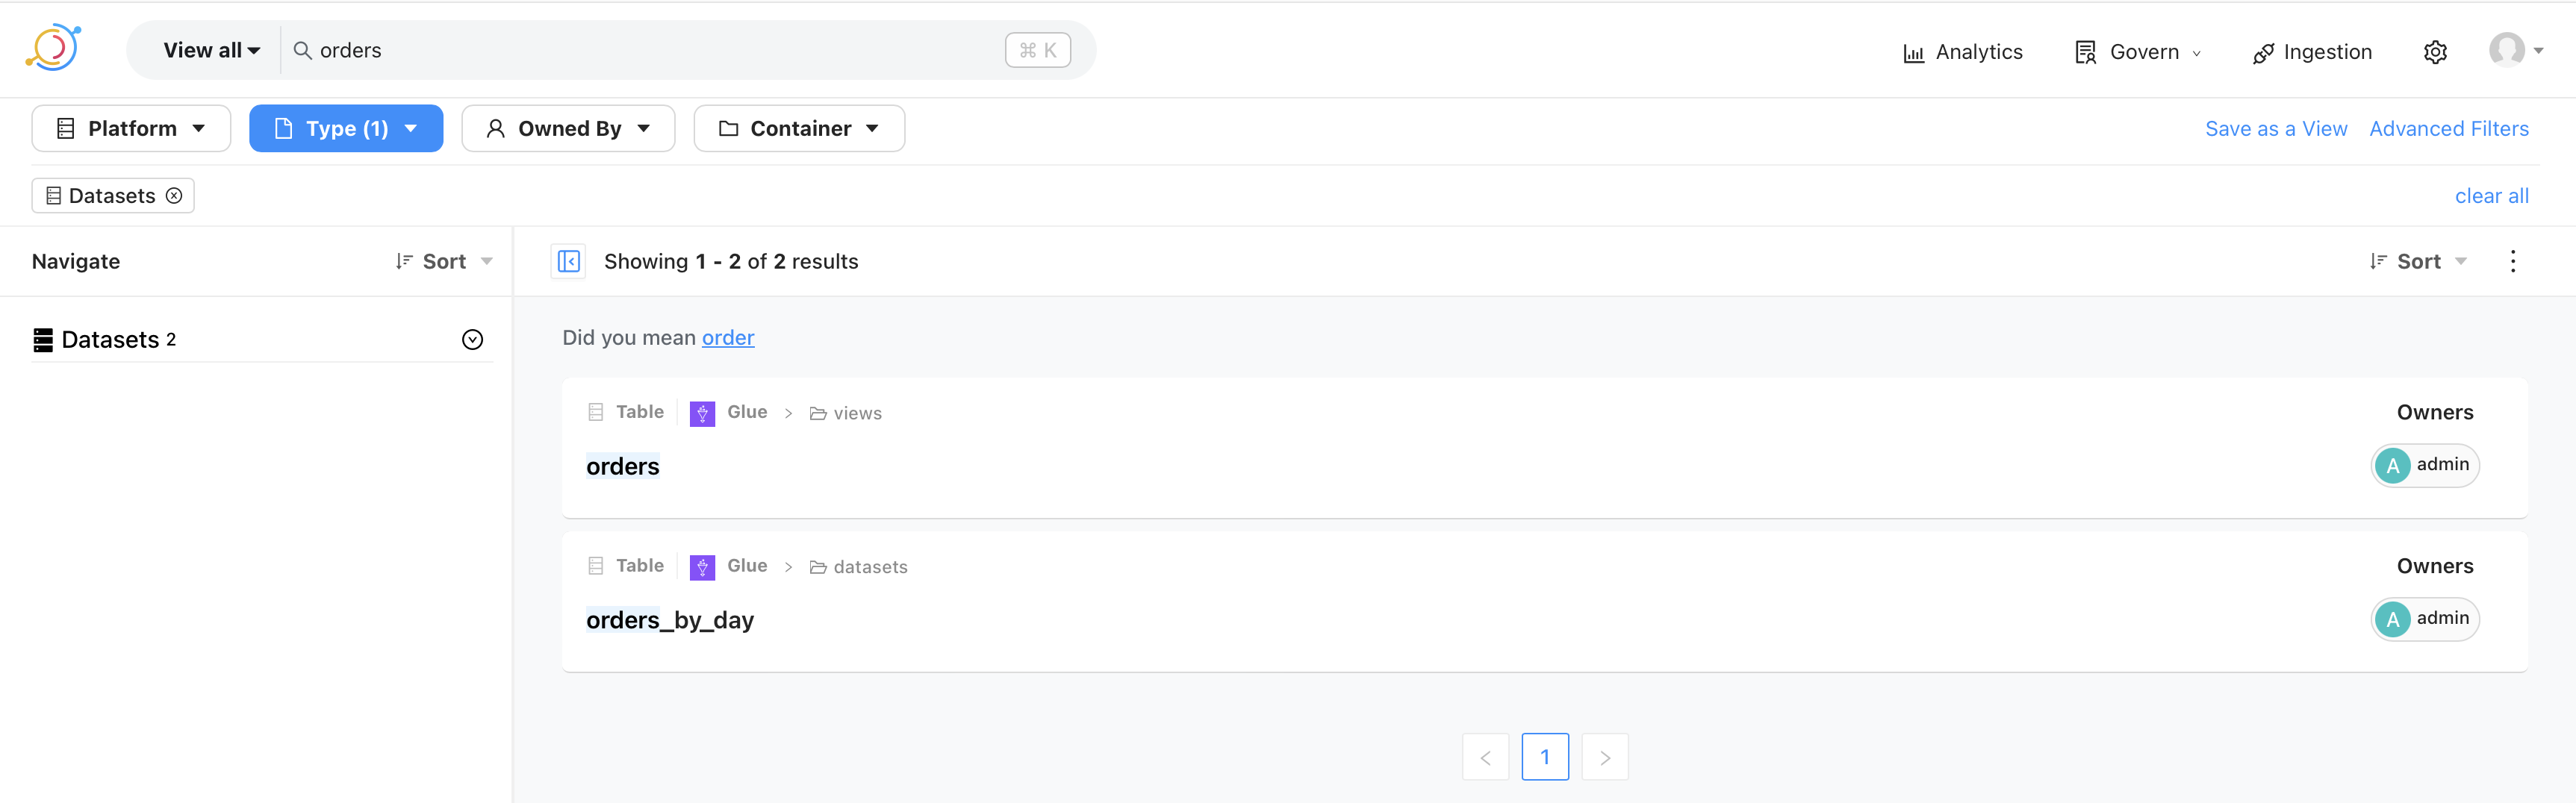 View all orders ⌘ K Analytics Govern Ingestion
Platform Type (1) Owned By Container Save as a View Advanced Filters
Datasets clear all
Navigate Sort Showing 1 - 2 of 2 results Sort
Datasets 2
Did you mean order
Table Glue > views Owners
orders A admin
Table Glue > datasets Owners
orders_by_day A admin
< 1 >